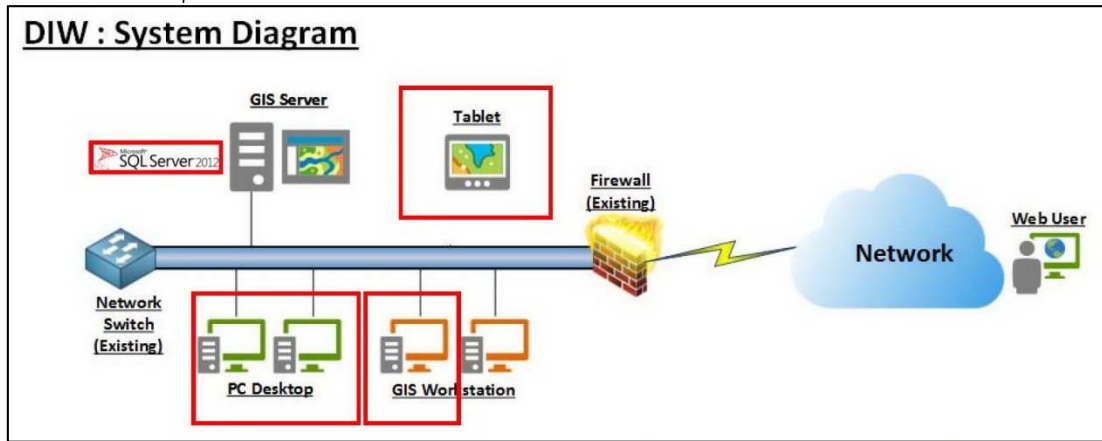 DIW : System Diagram
GIS Server
Tablet
Microsoft
SQL Server 2012
Firewall
(Existing)
Web User
Network
Network
Switch
(Existing)
PC Desktop
GIS Workstation